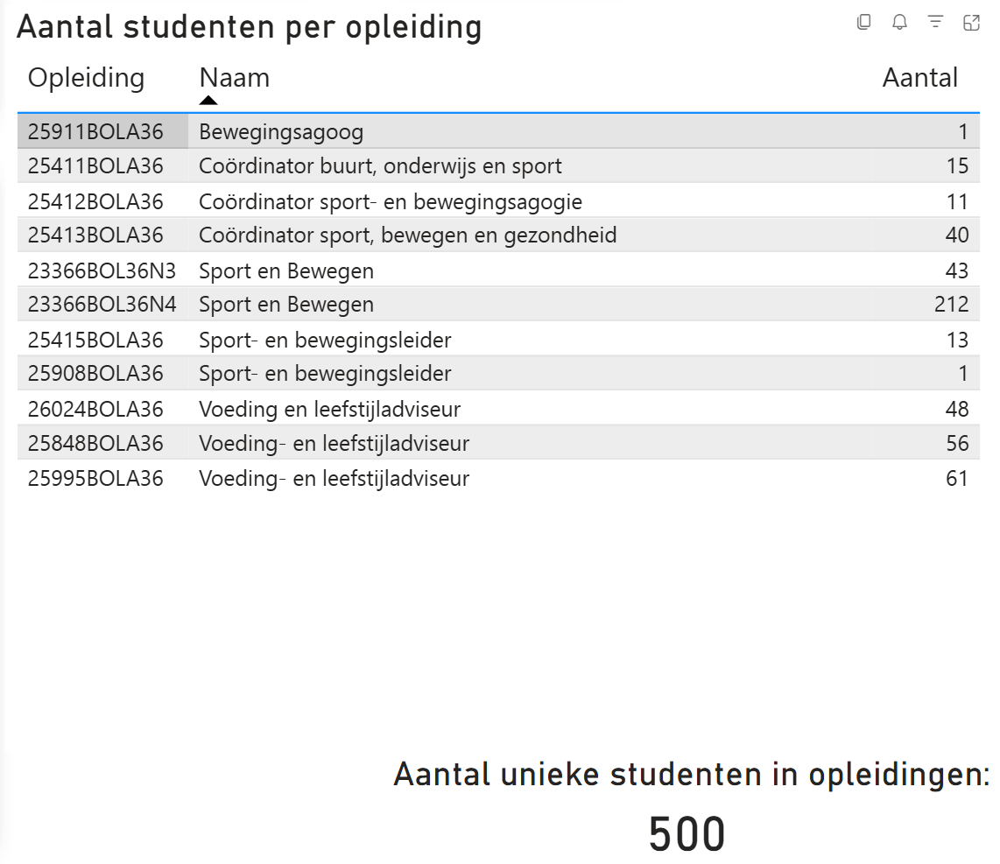 Aantal studenten per opleiding
Opleiding Naam Aantal
25911BOLA36 Bewegingsagoog 1
25411BOLA36 Coördinator buurt, onderwijs en sport 15
25412BOLA36 Coördinator sport- en bewegingsagogie 11
25413BOLA36 Coördinator sport, bewegen en gezondheid 40
23366BOL36N3 Sport en Bewegen 43
23366BOL36N4 Sport en Bewegen 212
25415BOLA36 Sport- en bewegingsleider 13
25908BOLA36 Sport- en bewegingsleider 1
26024BOLA36 Voeding en leefstijladviseur 48
25848BOLA36 Voeding- en leefstijladviseur 56
25995BOLA36 Voeding- en leefstijladviseur 61
Aantal unieke studenten in opleidingen:
500